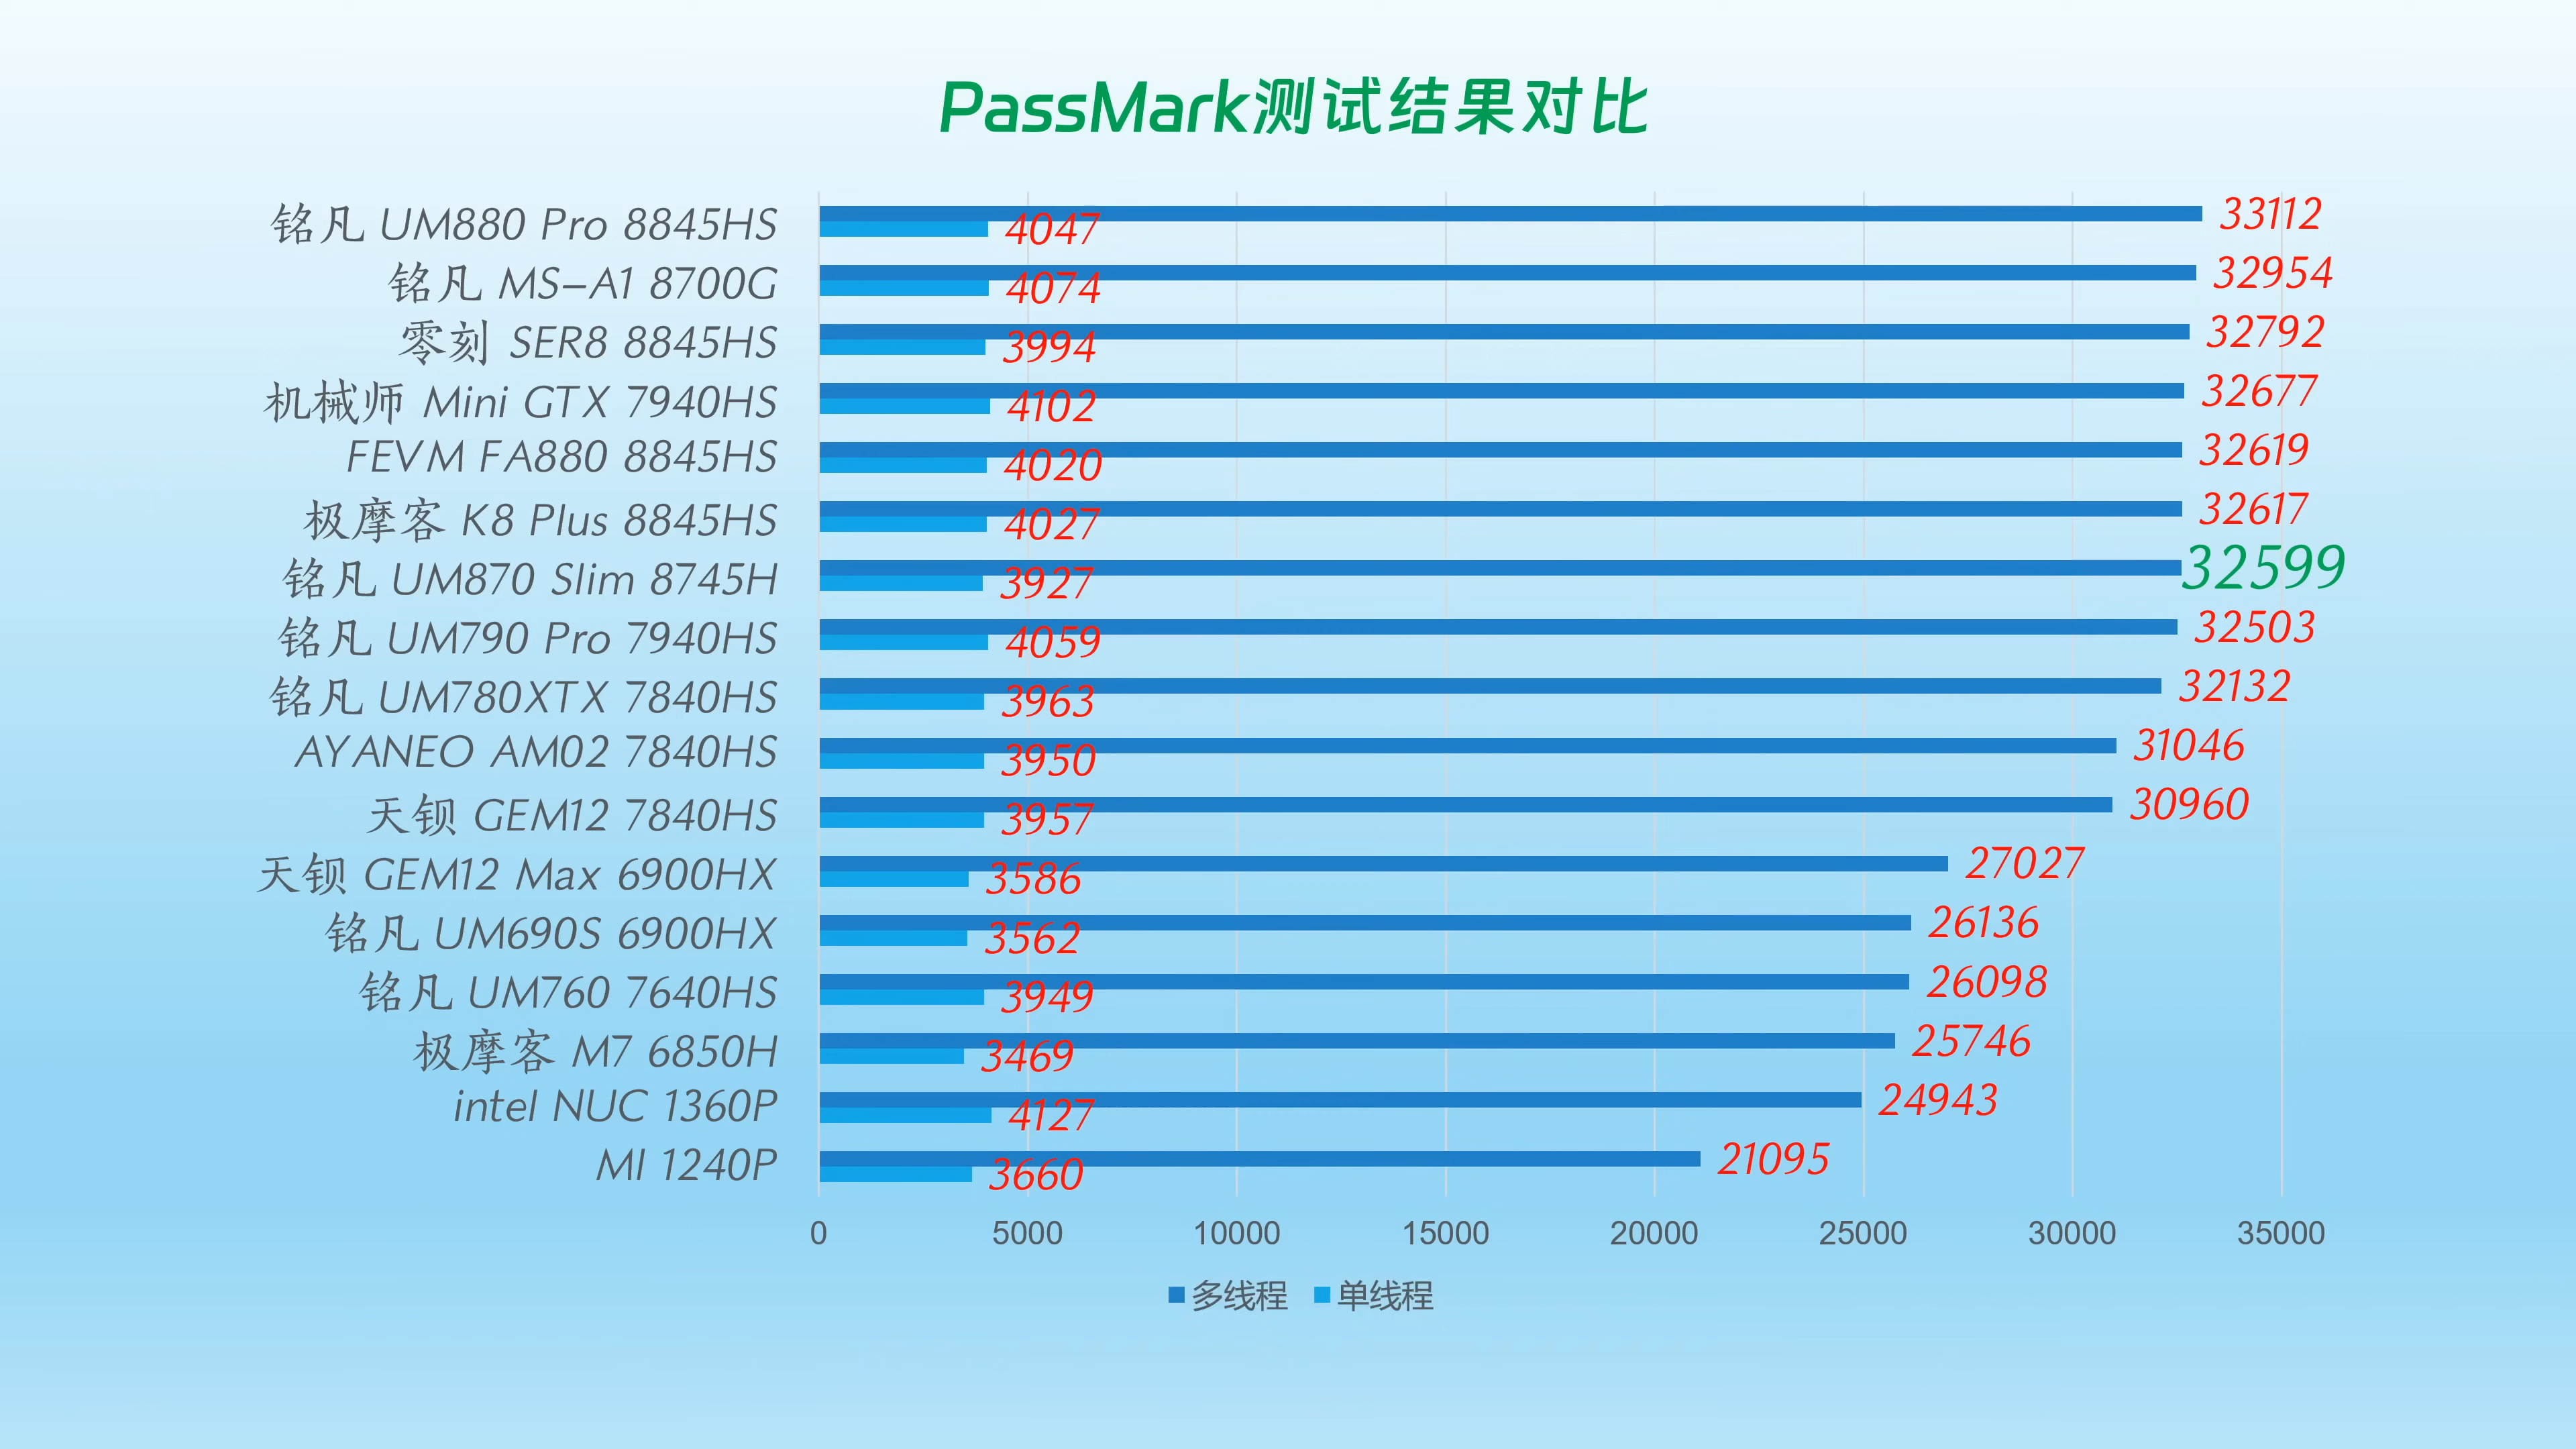 PassMark测试结果对比
铭凡 UM880 Pro 8845HS 33112
4047
铭凡 MS-A1 8700G 32954
4074
零刻 SER8 8845HS 32792
3994
机械师 Mini GTX 7940HS 32677
4102
FEVM FA880 8845HS 32619
4020
极摩客 K8 Plus 8845HS 32617
4027
铭凡 UM870 Slim 8745H 32599
3927
铭凡 UM790 Pro 7940HS 32503
4059
铭凡 UM780XTX 7840HS 32132
3963
AYANEO AM02 7840HS 31046
3950
天钡 GEM12 7840HS 30960
3957
天钡 GEM12 Max 6900HX 27027
3586
铭凡 UM690S 6900HX 26136
3562
铭凡 UM760 7640HS 26098
3949
极摩客 M7 6850H 25746
3469
intel NUC 1360P 24943
4127
MI 1240P 21095
3660
0 5000 10000 15000 20000 25000 30000 35000
多线程 单线程